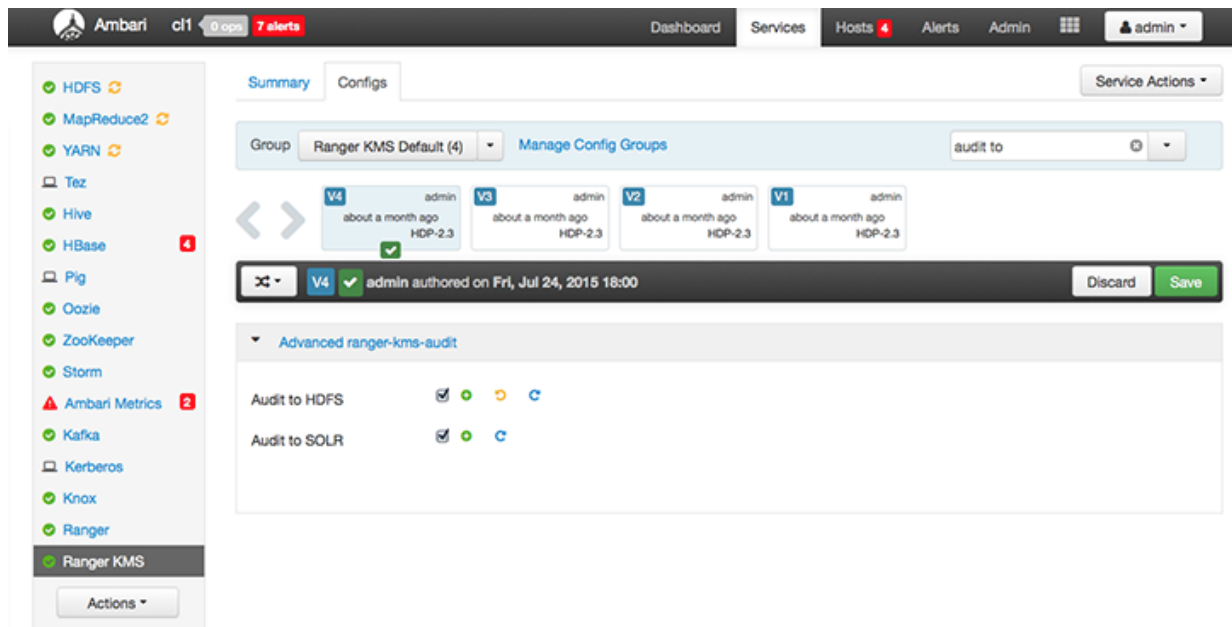 Ambari cl1 0 ops 7 alerts Dashboard Services Hosts 4 Alerts Admin admin
HDFS
MapReduce2
YARN
Tez
Hive
HBase 4
Pig
Oozie
ZooKeeper
Storm
Ambari Metrics 2
Kafka
Kerberos
Knox
Ranger
Ranger KMS
Actions
Summary Configs Service Actions
Group Ranger KMS Default (4) Manage Config Groups audit to
V4 admin
about a month ago
HDP-2.3
V3 admin
about a month ago
HDP-2.3
V2 admin
about a month ago
HDP-2.3
V1 admin
about a month ago
HDP-2.3
V4 admin authored on Fri, Jul 24, 2015 18:00 Discard Save
Advanced ranger-kms-audit
Audit to HDFS
Audit to SOLR